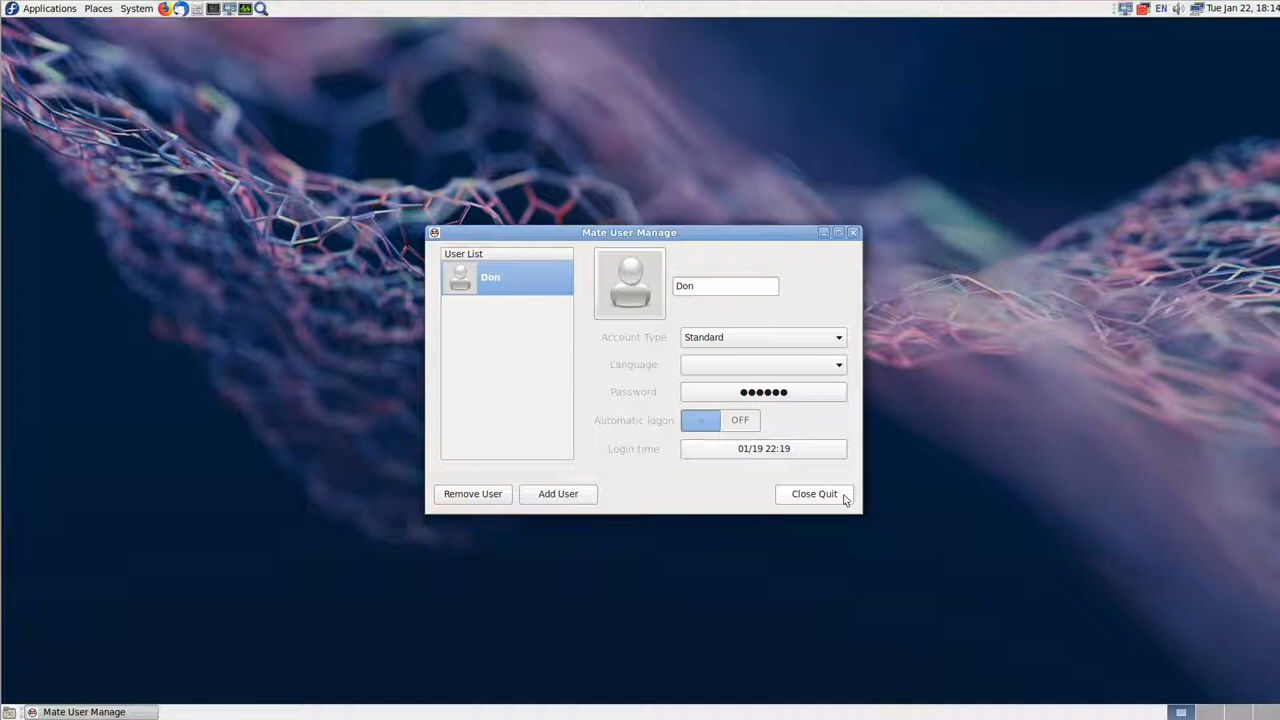 Applications Places System EN Tue Jan 22, 18:14
Mate User Manage
User List
Don
Don
Account Type Standard
Language
Password ●●●●●●
Automatic logon OFF
Login time 01/19 22:19
Remove User Add User Close Quit
Mate User Manage